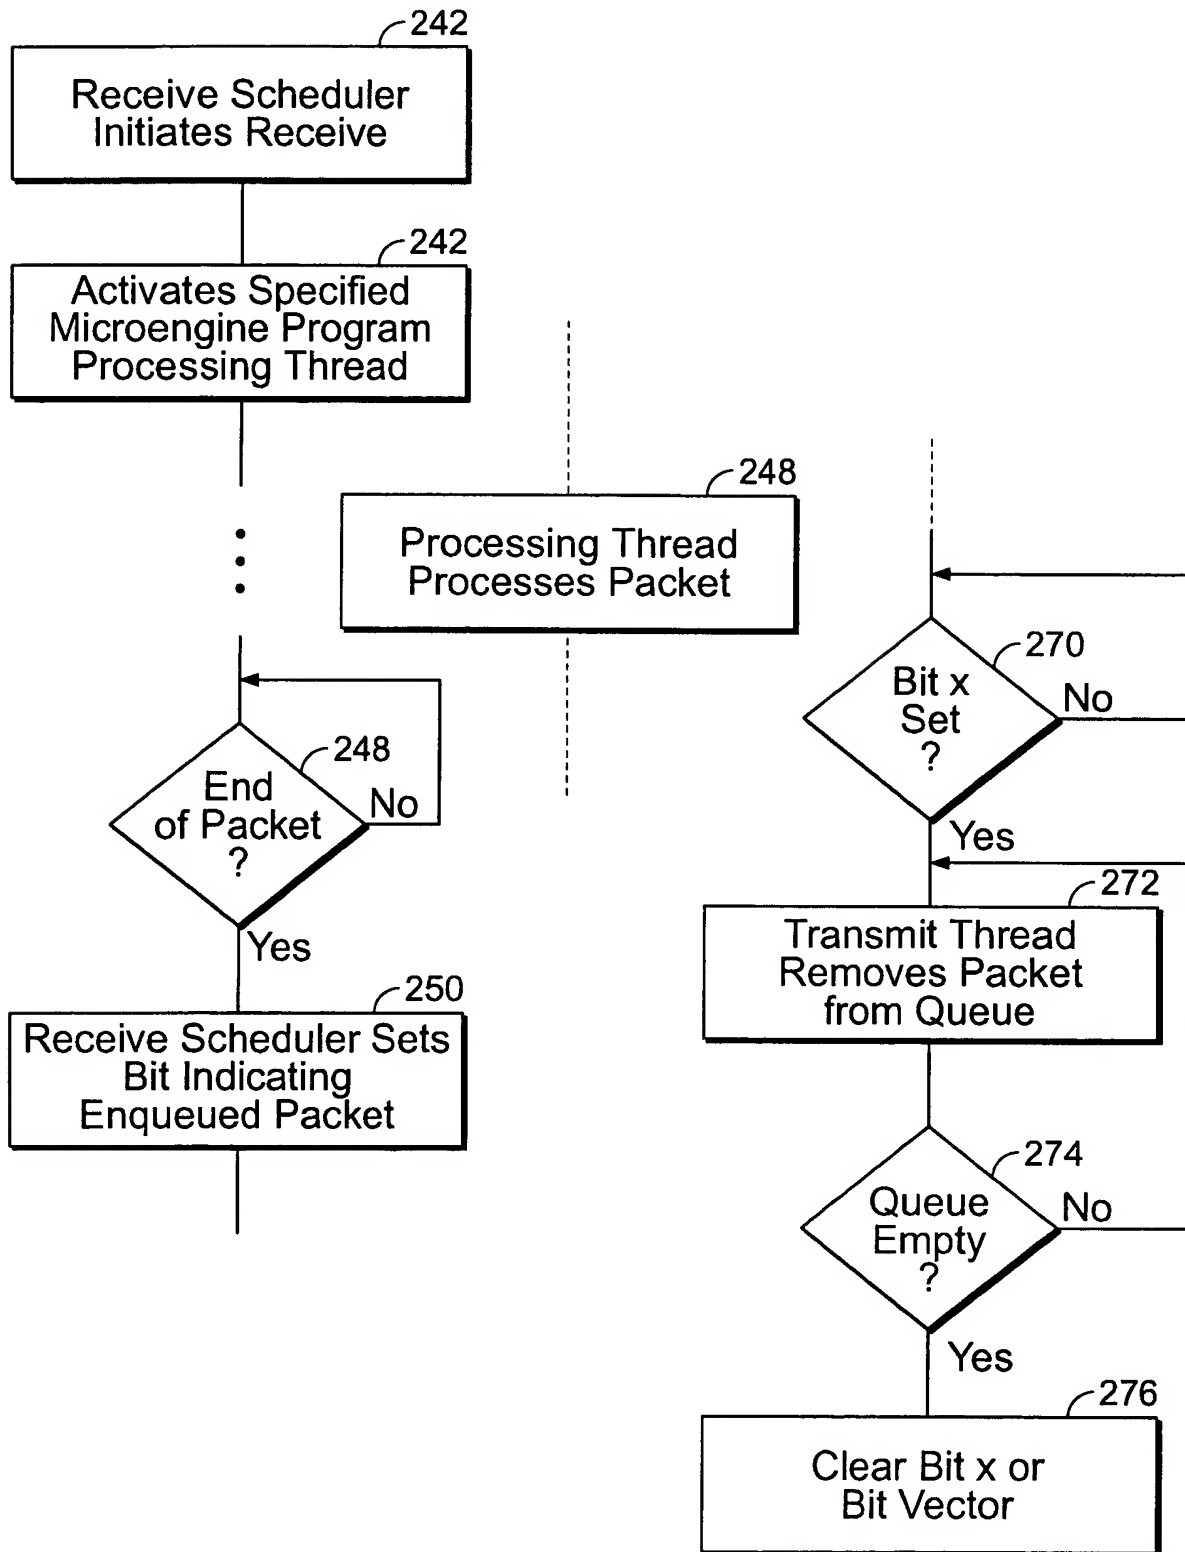 242
Receive Scheduler
Initiates Receive
242
Activates Specified
Microengine Program
Processing Thread
248
Processing Thread
Processes Packet
248
End
of Packet
?
No
Yes
250
Receive Scheduler Sets
Bit Indicating
Enqueued Packet
270
Bit x
Set
?
No
Yes
272
Transmit Thread
Removes Packet
from Queue
274
Queue
Empty
?
No
Yes
276
Clear Bit x or
Bit Vector